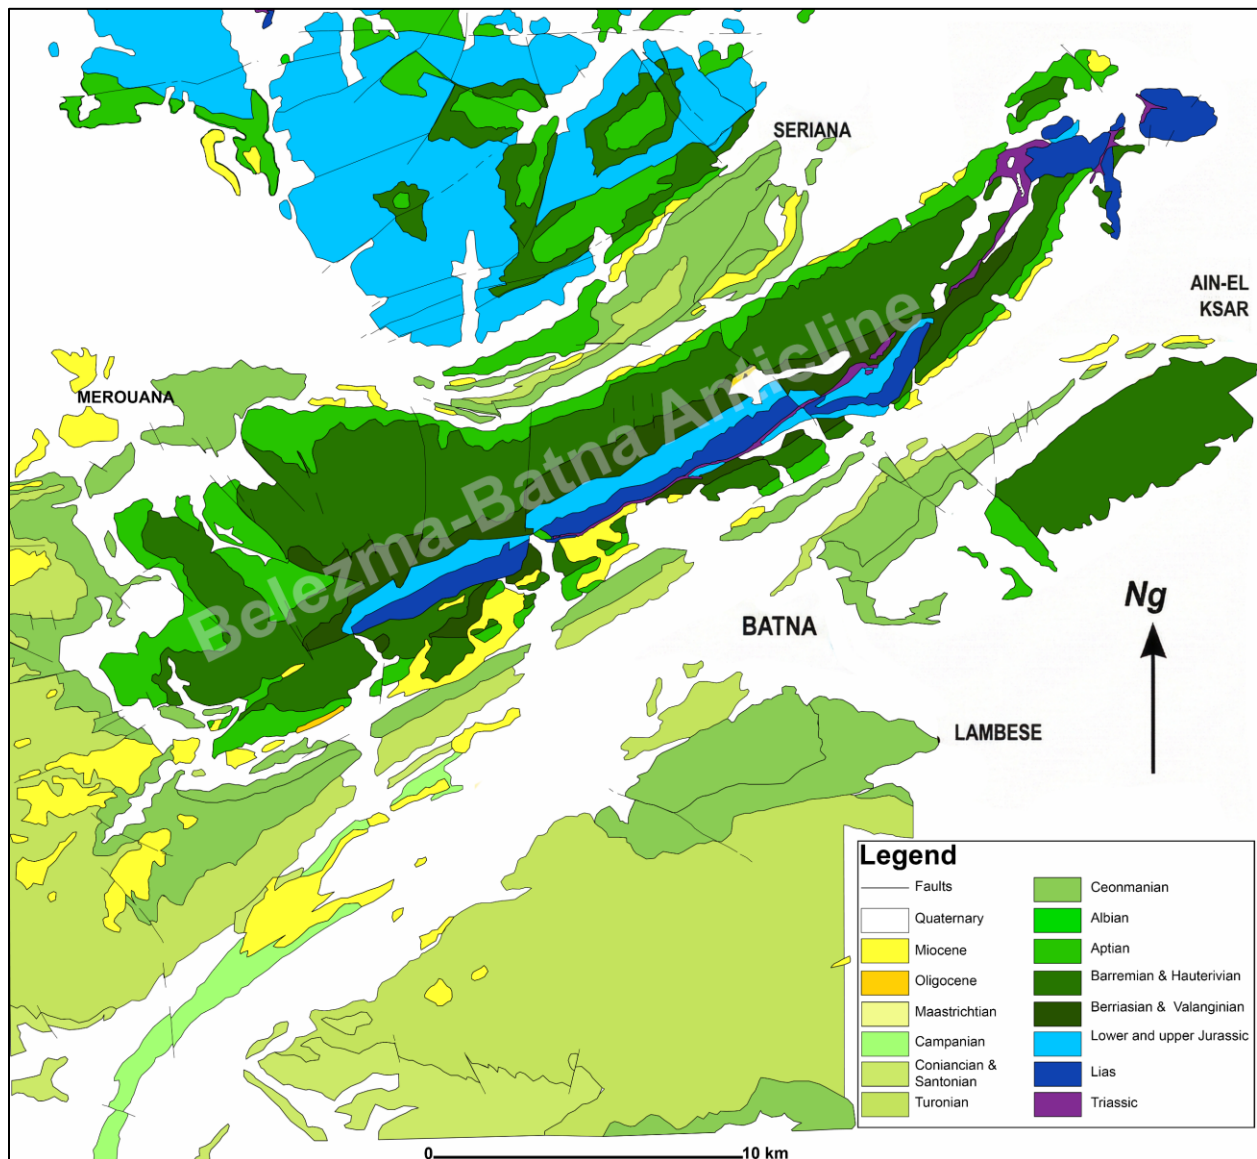 SERIANA
AIN-EL
KSAR
MEROUANA
Belezma-Batna Anticline
Ng
BATNA
LAMBESE
Legend
Faults
Quaternary
Miocene
Oligocene
Maastrichtian
Campanian
Coniancian &
Santonian
Turonian
Ceonmanian
Albian
Aptian
Barremian & Hauterivian
Berriasian & Valanginian
Lower and upper Jurassic
Lias
Triassic
0 10 km